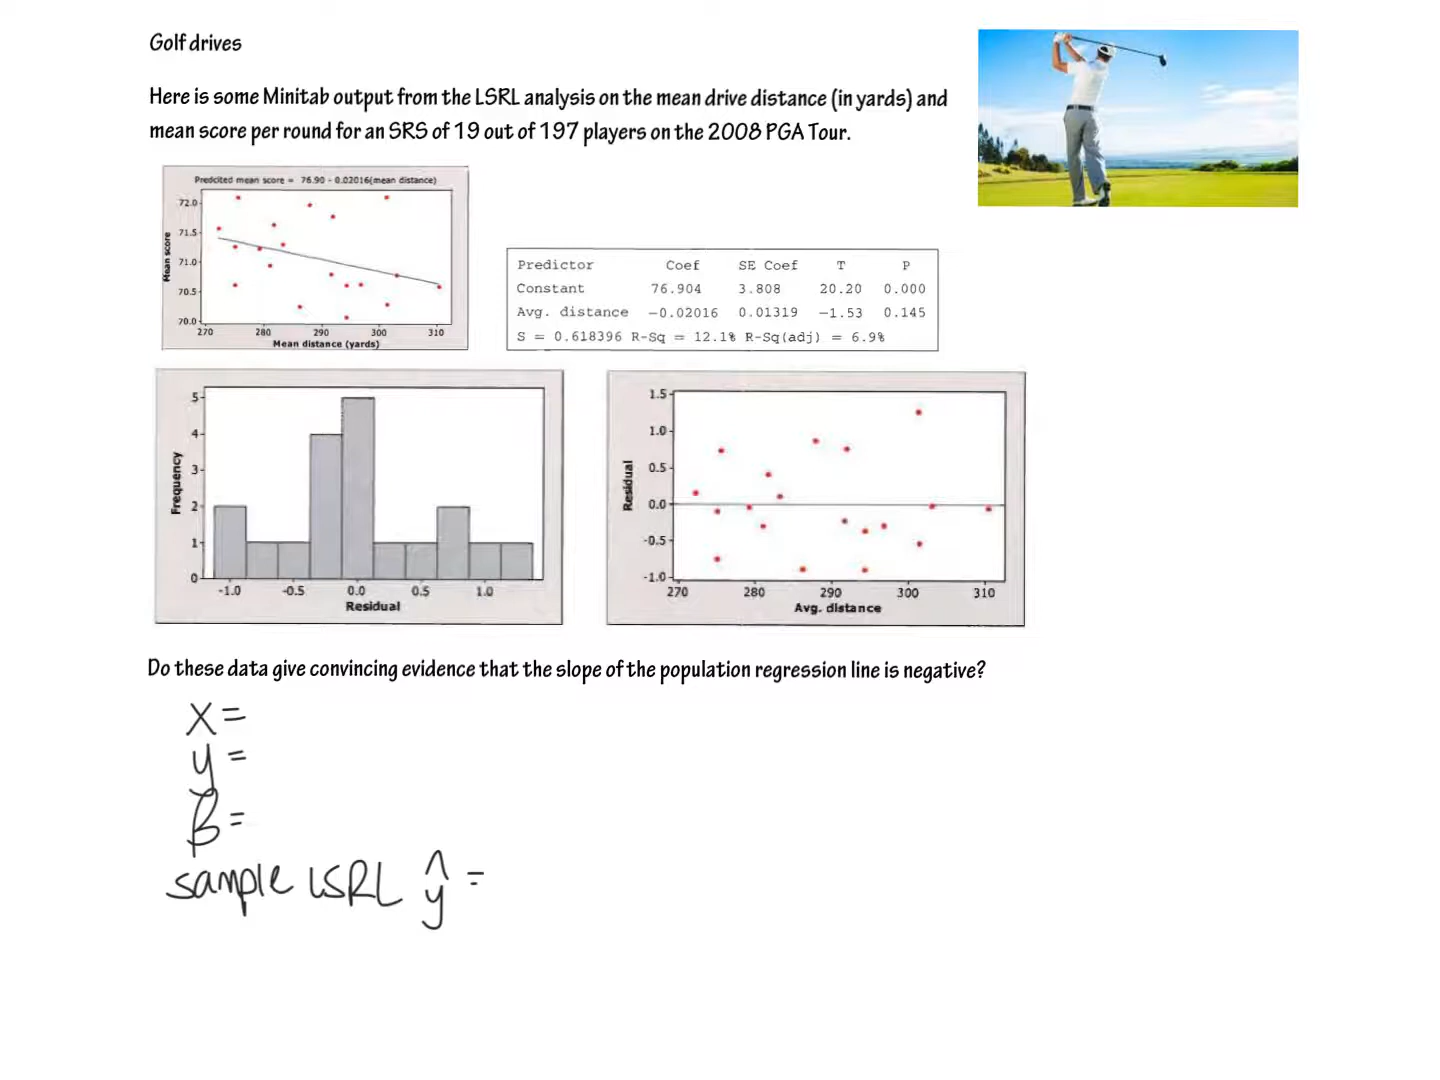 Golf drives
Here is some Minitab output from the LSRL analysis on the mean drive distance (in yards) and
mean score per round for an SRS of 19 out of 197 players on the 2008 PGA Tour.
Predcited mean score = 76.90 - 0.02016(mean distance)
Mean score
72.0
71.5
71.0
70.5
70.0
270 280 290 300 310
Mean distance (yards)
Predictor Coef SE Coef T P
Constant 76.904 3.808 20.20 0.000
Avg. distance −0.02016 0.01319 −1.53 0.145
S = 0.618396 R-Sq = 12.1% R-Sq(adj) = 6.9%
Frequency
5
4
3
2
1
0
-1.0 -0.5 0.0 0.5 1.0
Residual
Residual
1.5
1.0
0.5
0.0
-0.5
-1.0
270 280 290 300 310
Avg. distance
Do these data give convincing evidence that the slope of the population regression line is negative?
x =
y =
β =
sample LSRL ŷ =